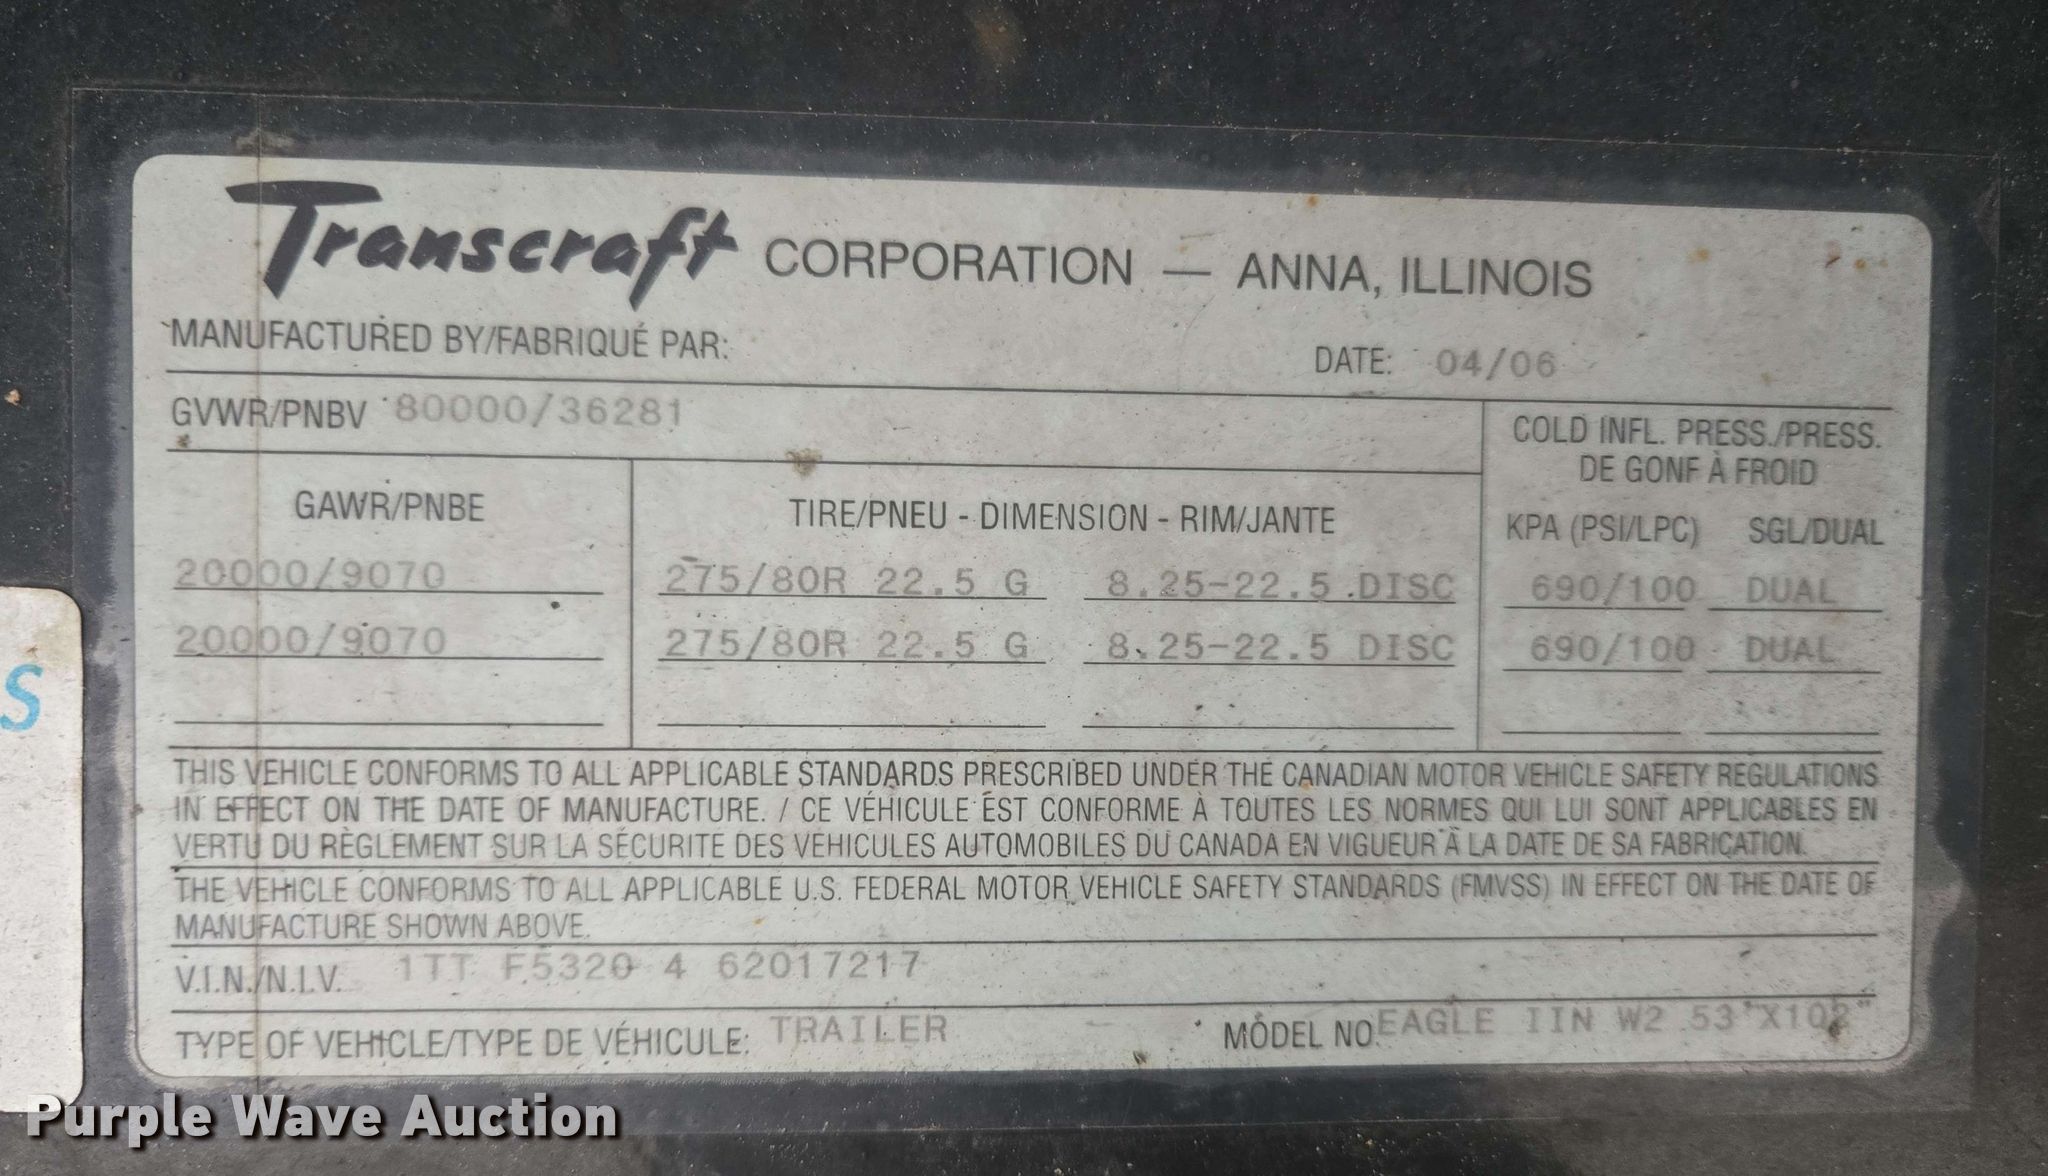 Transcraft CORPORATION — ANNA, ILLINOIS
MANUFACTURED BY/FABRIQUÉ PAR:
DATE: 04/06
GVWR/PNBV 80000/36281
COLD INFL. PRESS./PRESS.
DE GONF À FROID
GAWR/PNBE TIRE/PNEU - DIMENSION - RIM/JANTE KPA (PSI/LPC) SGL/DUAL
20000/9070 275/80R 22.5 G 8.25-22.5 DISC 690/100 DUAL
20000/9070 275/80R 22.5 G 8.25-22.5 DISC 690/100 DUAL
THIS VEHICLE CONFORMS TO ALL APPLICABLE STANDARDS PRESCRIBED UNDER THE CANADIAN MOTOR VEHICLE SAFETY REGULATIONS
IN EFFECT ON THE DATE OF MANUFACTURE. / CE VÉHICULE EST CONFORME À TOUTES LES NORMES QUI LUI SONT APPLICABLES EN
VERTU DU RÈGLEMENT SUR LA SÉCURITÉ DES VÉHICULES AUTOMOBILES DU CANADA EN VIGUEUR À LA DATE DE SA FABRICATION.
THE VEHICLE CONFORMS TO ALL APPLICABLE U.S. FEDERAL MOTOR VEHICLE SAFETY STANDARDS (FMVSS) IN EFFECT ON THE DATE OF
MANUFACTURE SHOWN ABOVE.
V.I.N./N.I.V. 1TT F5320 4 62017217
TYPE OF VEHICLE/TYPE DE VÉHICULE: TRAILER MODEL NO. EAGLE IIN W2 53"X102"
S
Purple Wave Auction